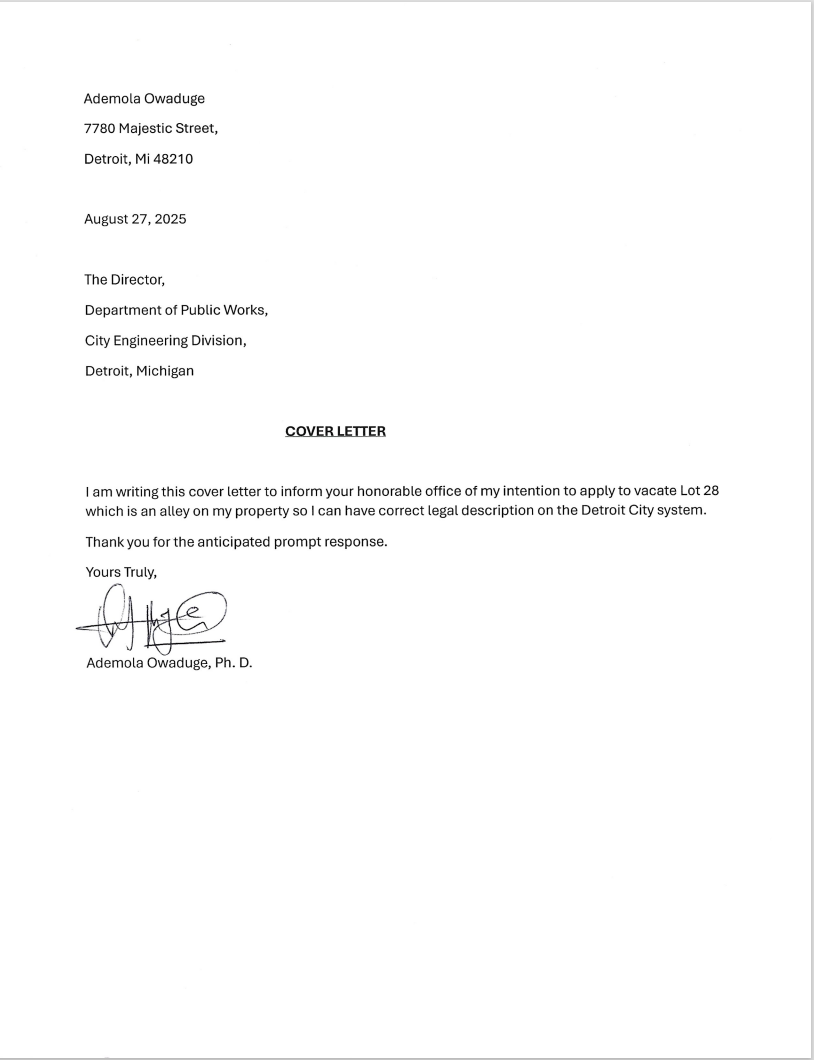 Ademola Owaduge
7780 Majestic Street,
Detroit, Mi 48210
August 27, 2025
The Director,
Department of Public Works,
City Engineering Division,
Detroit, Michigan
COVER LETTER
I am writing this cover letter to inform your honorable office of my intention to apply to vacate Lot 28
which is an alley on my property so I can have correct legal description on the Detroit City system.
Thank you for the anticipated prompt response.
Yours Truly,
Ademola Owaduge, Ph. D.